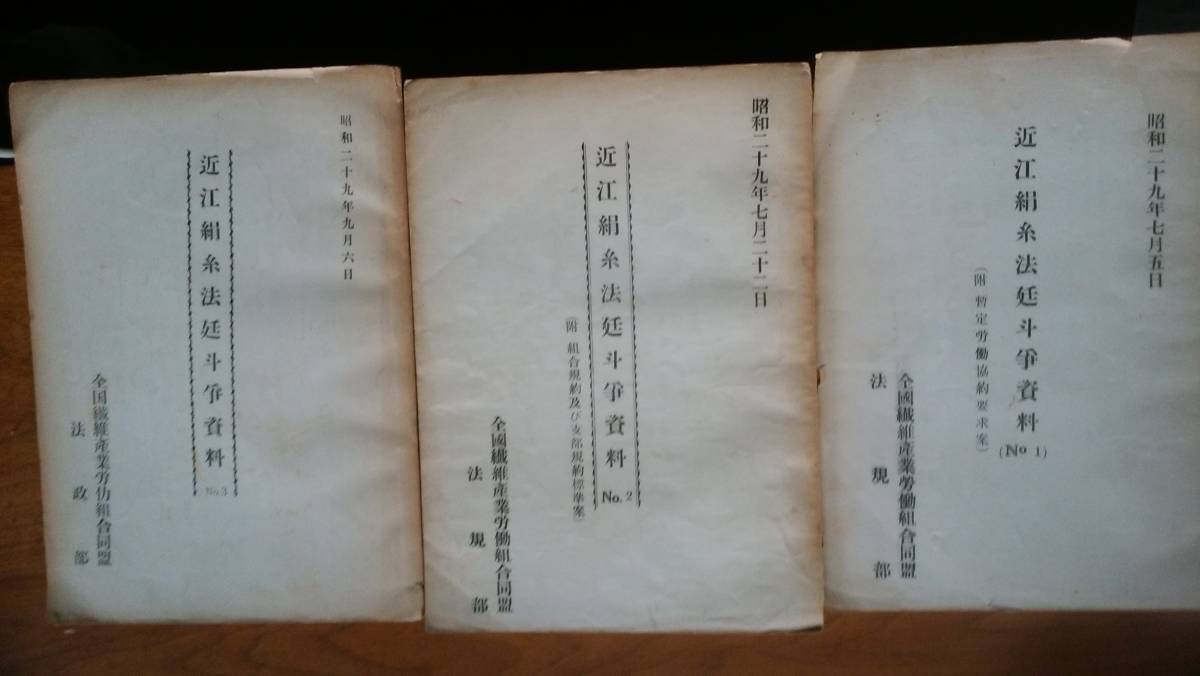 昭和二十九年七月五日
近江絹糸法廷斗爭資料
(No 1)
(附 暫定労働協約要求案)
全國繊維産業労働組合同盟
法規部
昭和二十九年七月二十二日
近江絹糸法廷斗爭資料 No. 2
(附 組合規約及び支部規約標準案)
全國繊維産業労働組合同盟
法規部
昭和二十九年九月六日
近江絹糸法廷斗爭資料
No.3
全国繊維産業労仂組合同盟
法政部